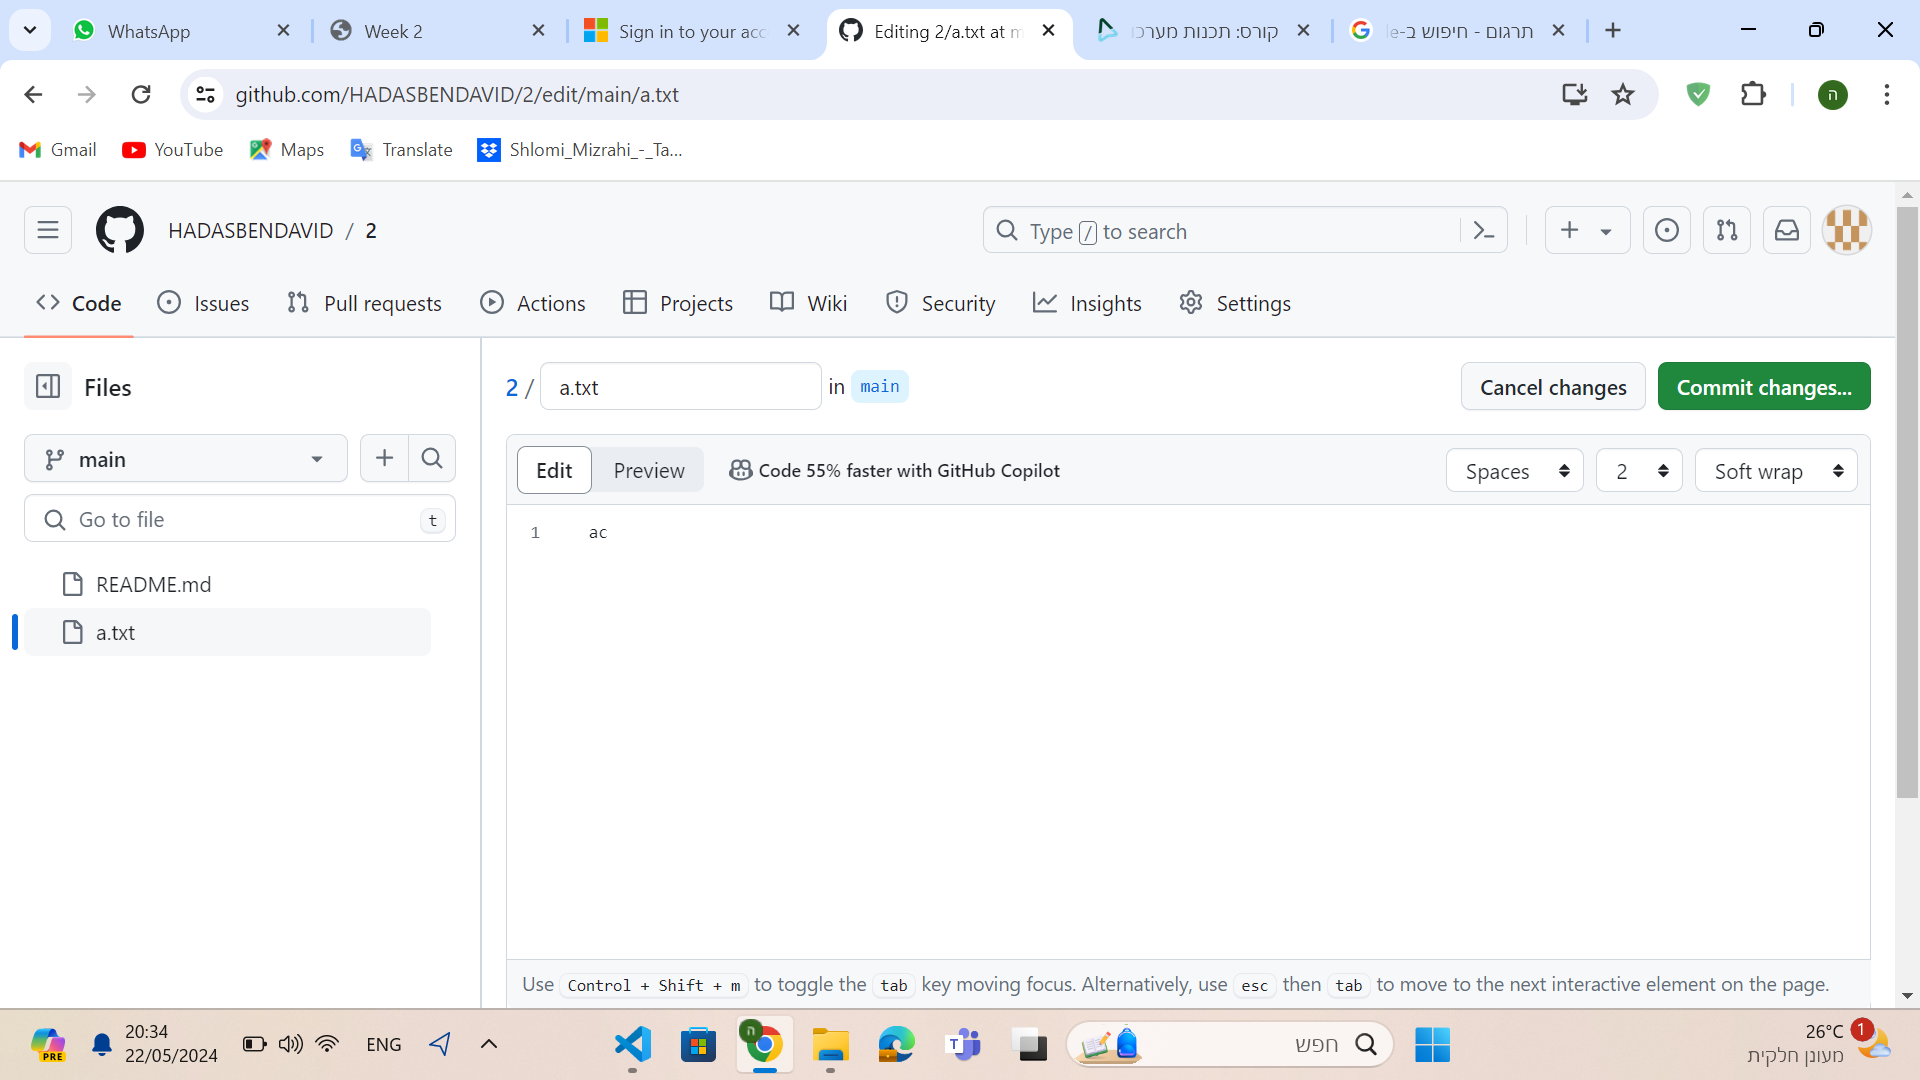 WhatsApp
Week 2
Sign in to your acc
Editing 2/a.txt at m
קורס: תכנות מערכו
תרגום - חיפוש ב-le
github.com/HADASBENDAVID/2/edit/main/a.txt
ה
Gmail
YouTube
Maps
Translate
Shlomi_Mizrahi_-_Ta...
HADASBENDAVID / 2
Type / to search
Code
Issues
Pull requests
Actions
Projects
Wiki
Security
Insights
Settings
Files
2 / a.txt in main
Cancel changes
Commit changes...
main
Edit
Preview
Code 55% faster with GitHub Copilot
Spaces
2
Soft wrap
Go to file
t
1 ac
README.md
a.txt
Use Control + Shift + m to toggle the tab key moving focus. Alternatively, use esc then tab to move to the next interactive element on the page.
PRE
20:34
22/05/2024
ENG
ה
T
חפש
26°C
מעונן חלקית
1